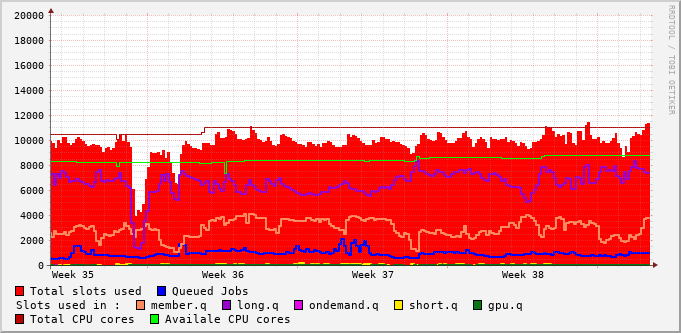 RRDTOOL / TOBI OETIKER
20000
18000
16000
14000
12000
10000
8000
6000
4000
2000
0
Week 35 Week 36 Week 37 Week 38
Total slots used Queued Jobs
Slots used in : member.q long.q ondemand.q short.q gpu.q
Total CPU cores Availale CPU cores